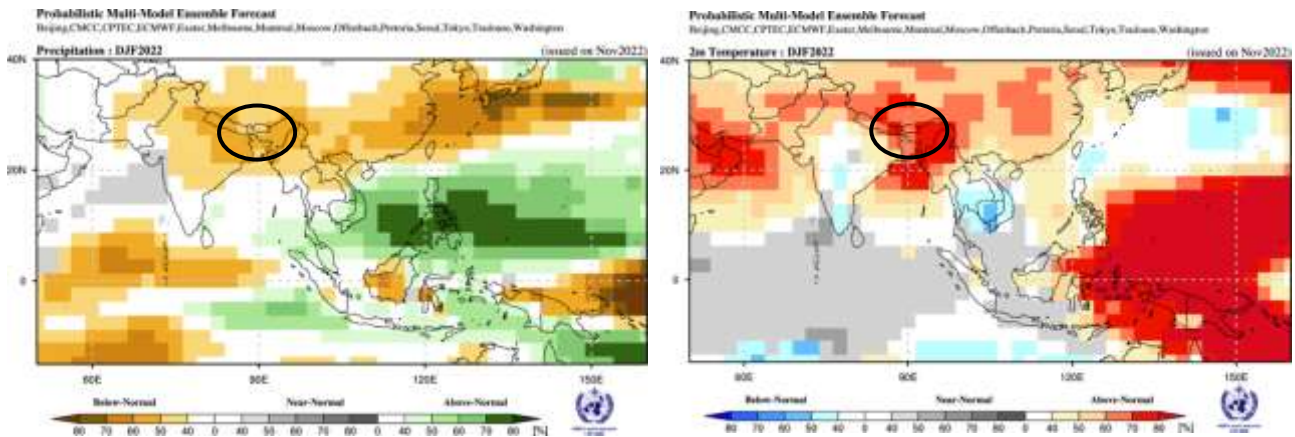 Probabilistic Multi-Model Ensemble Forecast
Beijing,CMCC,CPTEC,ECMWF,Exeter,Melbourne,Montreal,Moscow,Offenbach,Pretoria,Seoul,Tokyo,Toulouse,Washington
Precipitation : DJF2022 (issued on Nov2022)
40N
20N
0
60E 90E 120E 150E
Below-Normal Near-Normal Above-Normal
80 70 60 50 40 0 40 50 60 70 80 0 40 50 60 70 80 [%]
Probabilistic Multi-Model Ensemble Forecast
Beijing,CMCC,CPTEC,ECMWF,Exeter,Melbourne,Montreal,Moscow,Offenbach,Pretoria,Seoul,Tokyo,Toulouse,Washington
2m Temperature : DJF2022 (issued on Nov2022)
40N
20N
0
60E 90E 120E 150E
Below-Normal Near-Normal Above-Normal
80 70 60 50 40 0 40 50 60 70 80 0 40 50 60 70 80 [%]